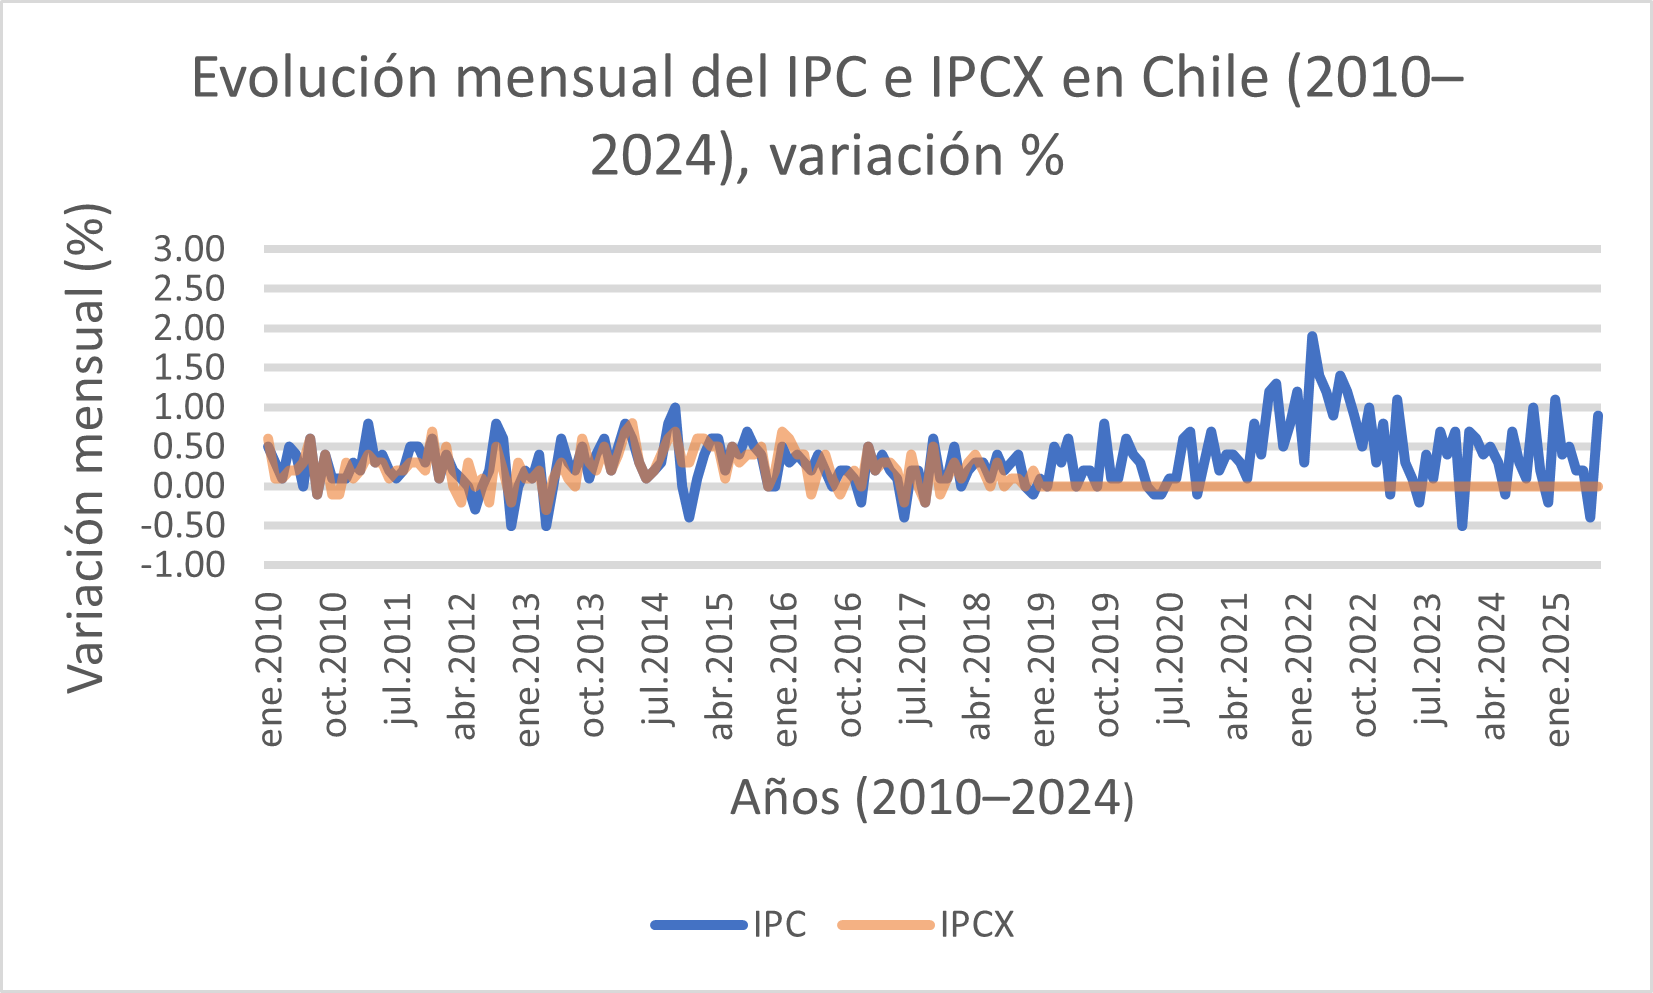 Evolución mensual del IPC e IPCX en Chile (2010–
2024), variación %
Variación mensual (%)
3.00
2.50
2.00
1.50
1.00
0.50
0.00
-0.50
-1.00
ene.2010
oct.2010
jul.2011
abr.2012
ene.2013
oct.2013
jul.2014
abr.2015
ene.2016
oct.2016
jul.2017
abr.2018
ene.2019
oct.2019
jul.2020
abr.2021
ene.2022
oct.2022
jul.2023
abr.2024
ene.2025
Años (2010–2024)
IPC
IPCX